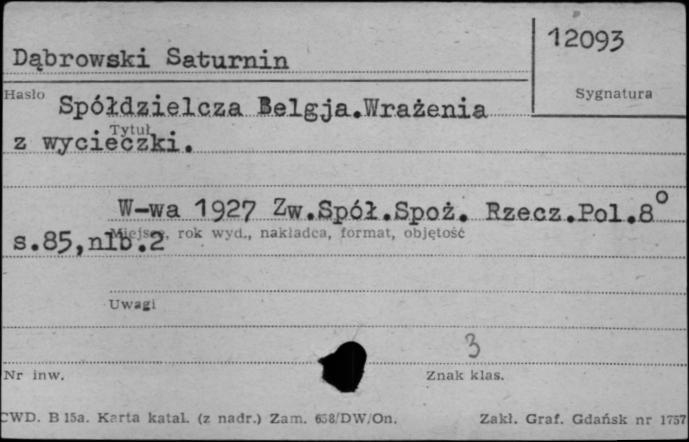 12093
Dąbrowski Saturnin
Hasło
Sygnatura
Spółdzielcza Belgja.Wrażenia
Tytuł
z wycieczki.
W-wa 1927 Zw.Spół.Spoż. Rzecz.Pol.8°
Miejsce, rok wyd., nakładca, format, objętość
s.85,nlb.2
Uwagi
3
Nr inw.
Znak klas.
CWD. B 15a. Karta katal. (z nadr.) Zam. 658/DW/On.
Zakł. Graf. Gdańsk nr 1757